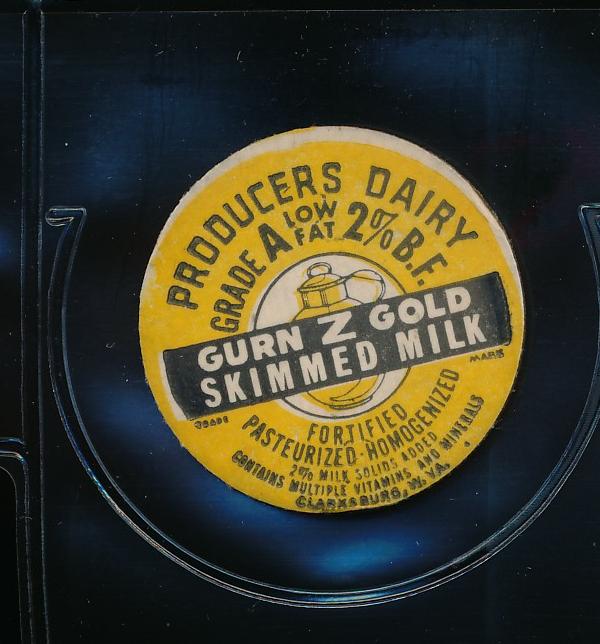 PRODUCERS DAIRY
GRADE A LOW FAT 2% B.F.
GURN Z GOLD
SKIMMED MILK
TRADE MARK
FORTIFIED
PASTEURIZED-HOMOGENIZED
2% MILK SOLIDS ADDED
CONTAINS MULTIPLE VITAMINS AND MINERALS
CLARKSBURG, W. VA.